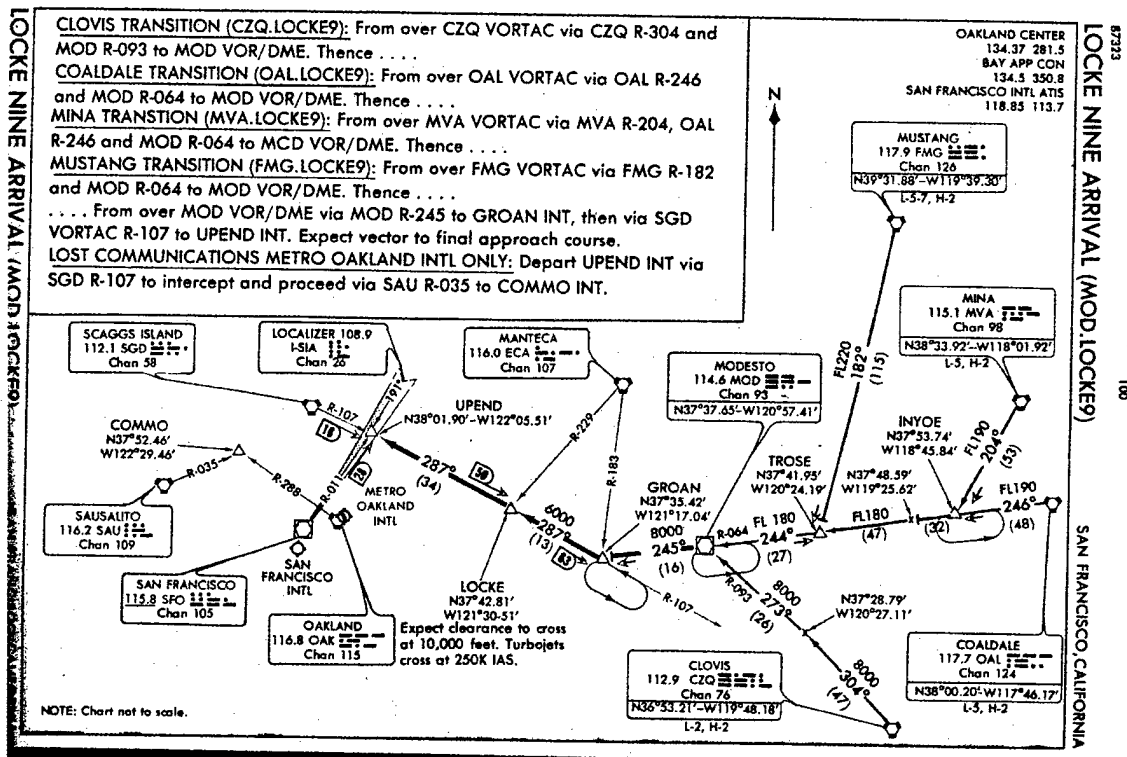 LOCKE NINE ARRIVAL (MOD.LOCKE9)
CLOVIS TRANSITION (CZQ.LOCKE9): From over CZQ VORTAC via CZQ R-304 and
MOD R-093 to MOD VOR/DME. Thence . . . .
COALDALE TRANSITION (OAL.LOCKE9): From over OAL VORTAC via OAL R-246
and MOD R-064 to MOD VOR/DME. Thence . . . .
MINA TRANSTION (MVA.LOCKE9): From over MVA VORTAC via MVA R-204, OAL
R-246 and MOD R-064 to MCD VOR/DME. Thence . . . .
MUSTANG TRANSITION (FMG.LOCKE9): From over FMG VORTAC via FMG R-182
and MOD R-064 to MOD VOR/DME. Thence . . . .
. . . . From over MOD VOR/DME via MOD R-245 to GROAN INT, then via SGD
VORTAC R-107 to UPEND INT. Expect vector to final approach course.
LOST COMMUNICATIONS METRO OAKLAND INTL ONLY: Depart UPEND INT via
SGD R-107 to intercept and proceed via SAU R-035 to COMMO INT.
OAKLAND CENTER
134.37 281.5
BAY APP CON
134.5 350.8
SAN FRANCISCO INTL ATIS
118.85 113.7
87323
LOCKE NINE ARRIVAL (MOD.LOCKE9)
100
SAN FRANCISCO, CALIFORNIA
N
MUSTANG
117.9 FMG
Chan 126
N39°31.88'-W119°39.30'
L-5-7, H-2
FL220
182°
(115)
MINA
115.1 MVA
Chan 98
N38°33.92'-W118°01.92'
L-5, H-2
FL190
204°
(53)
SCAGGS ISLAND
112.1 SGD
Chan 58
LOCALIZER 108.9
I-SIA
Chan 26
191°
MANTECA
116.0 ECA
Chan 107
MODESTO
114.6 MOD
Chan 93
N37°37.65'-W120°57.41'
R-107
18
UPEND
N38°01.90'-W122°05.51'
COMMO
N37°52.46'
W122°29.46'
R-035
R-288
R-011
28
METRO
OAKLAND
INTL
287°
(34)
50
R-229
R-183
INYOE
N37°53.74'
W118°45.84'
TROSE
N37°41.95'
W120°24.19'
N37°48.59'
W119°25.62'
GROAN
N37°35.42'
W121°17.04'
FL190
246°
(48)
(32)
FL180
(47)
FL 180
244°
(27)
R-064
8000
245°
(16)
6000
287°
(13)
83
R-107
R-093
8000
273°
(26)
N37°28.79'
W120°27.11'
8000
304°
(47)
SAUSALITO
116.2 SAU
Chan 109
SAN FRANCISCO
115.8 SFO
Chan 105
SAN
FRANCISCO
INTL
OAKLAND
116.8 OAK
Chan 115
LOCKE
N37°42.81'
W121°30-51'
Expect clearance to cross
at 10,000 feet. Turbojets
cross at 250K IAS.
CLOVIS
112.9 CZQ
Chan 76
N36°53.21'-W119°48.18'
L-2, H-2
COALDALE
117.7 OAL
Chan 124
N38°00.20'-W117°46.17'
L-5, H-2
NOTE: Chart not to scale.